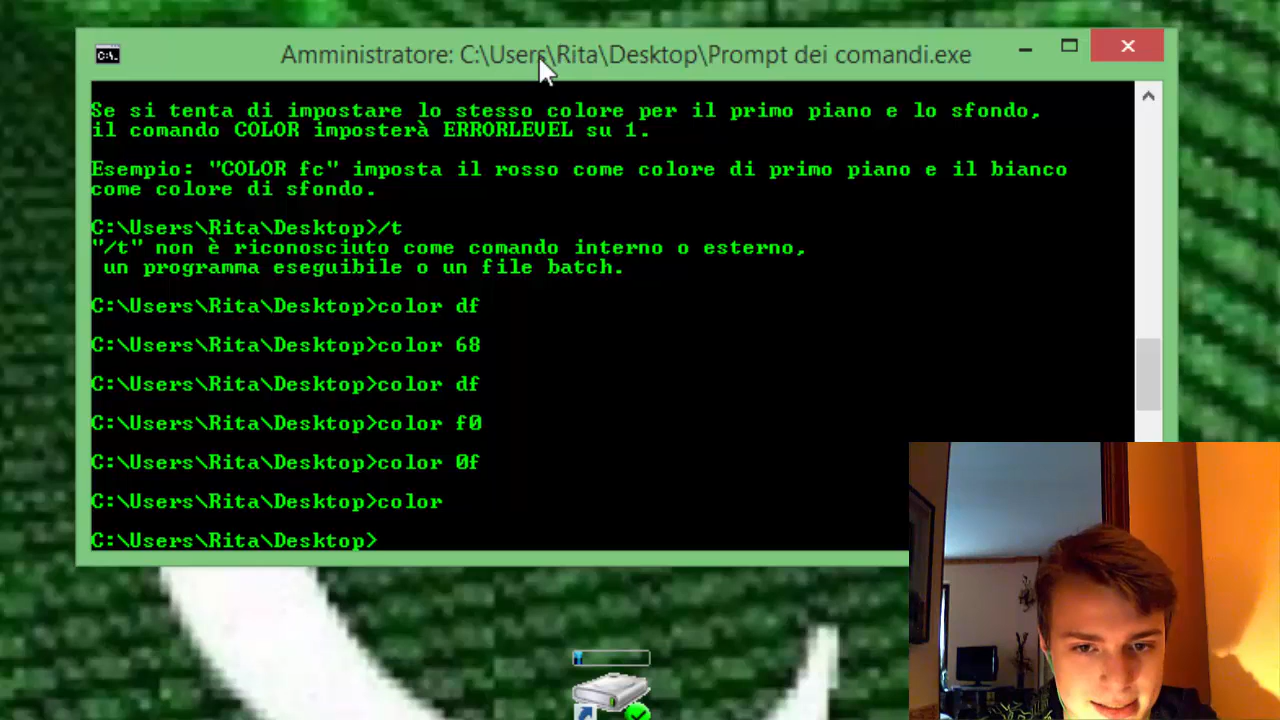 Amministratore: C:\Users\Rita\Desktop\Prompt dei comandi.exe
C:\.
Se si tenta di impostare lo stesso colore per il primo piano e lo sfondo,
il comando COLOR imposterà ERRORLEVEL su 1.
Esempio: "COLOR fc" imposta il rosso come colore di primo piano e il bianco
come colore di sfondo.
C:\Users\Rita\Desktop>/t
"/t" non è riconosciuto come comando interno o esterno,
 un programma eseguibile o un file batch.
C:\Users\Rita\Desktop>color df
C:\Users\Rita\Desktop>color 68
C:\Users\Rita\Desktop>color df
C:\Users\Rita\Desktop>color f0
C:\Users\Rita\Desktop>color 0f
C:\Users\Rita\Desktop>color
C:\Users\Rita\Desktop>